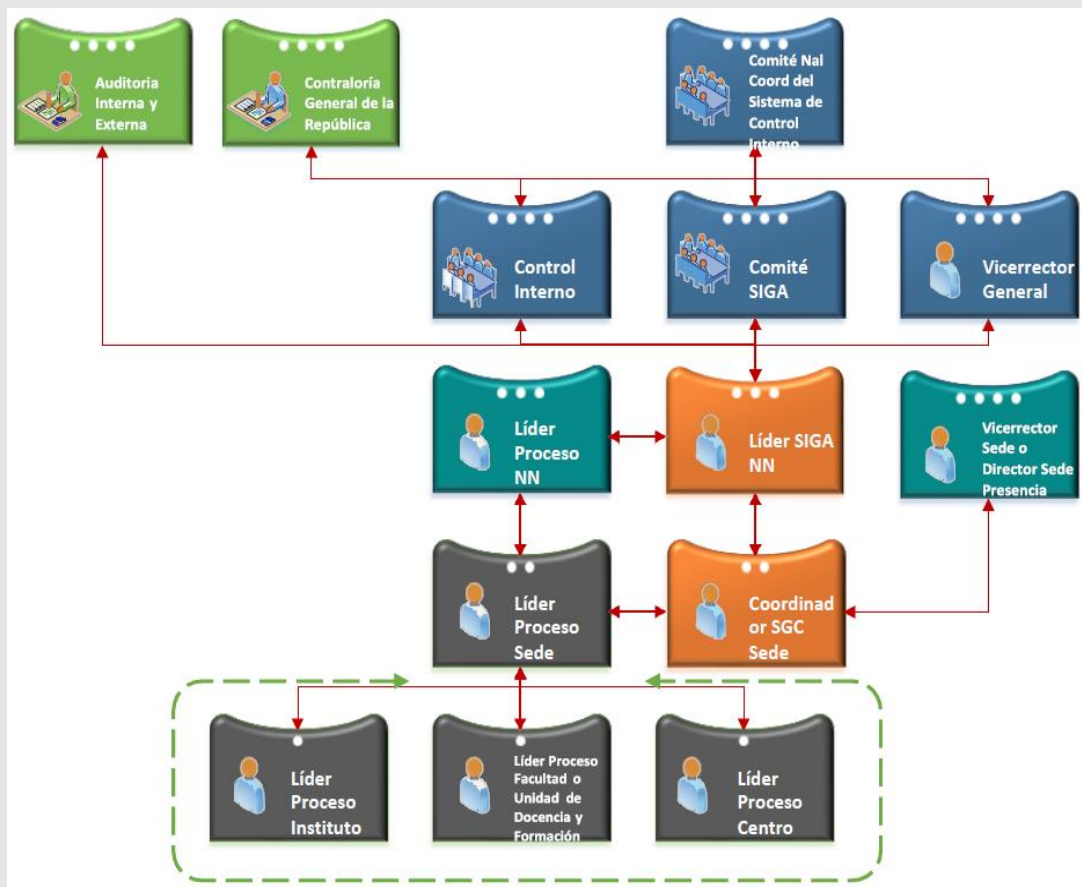 Auditoria
Interna y
Externa
Contraloría
General de la
República
Comité Nal
Coord del
Sistema de
Control
Interno
Control
Interno
Comité
SIGA
Vicerrector
General
Líder
Proceso
NN
Líder SIGA
NN
Vicerrector
Sede o
Director Sede
Presencia
Líder
Proceso
Sede
Coordinad
or SGC
Sede
Líder
Proceso
Instituto
Líder Proceso
Facultad o
Unidad de
Docencia y
Formación
Líder
Proceso
Centro